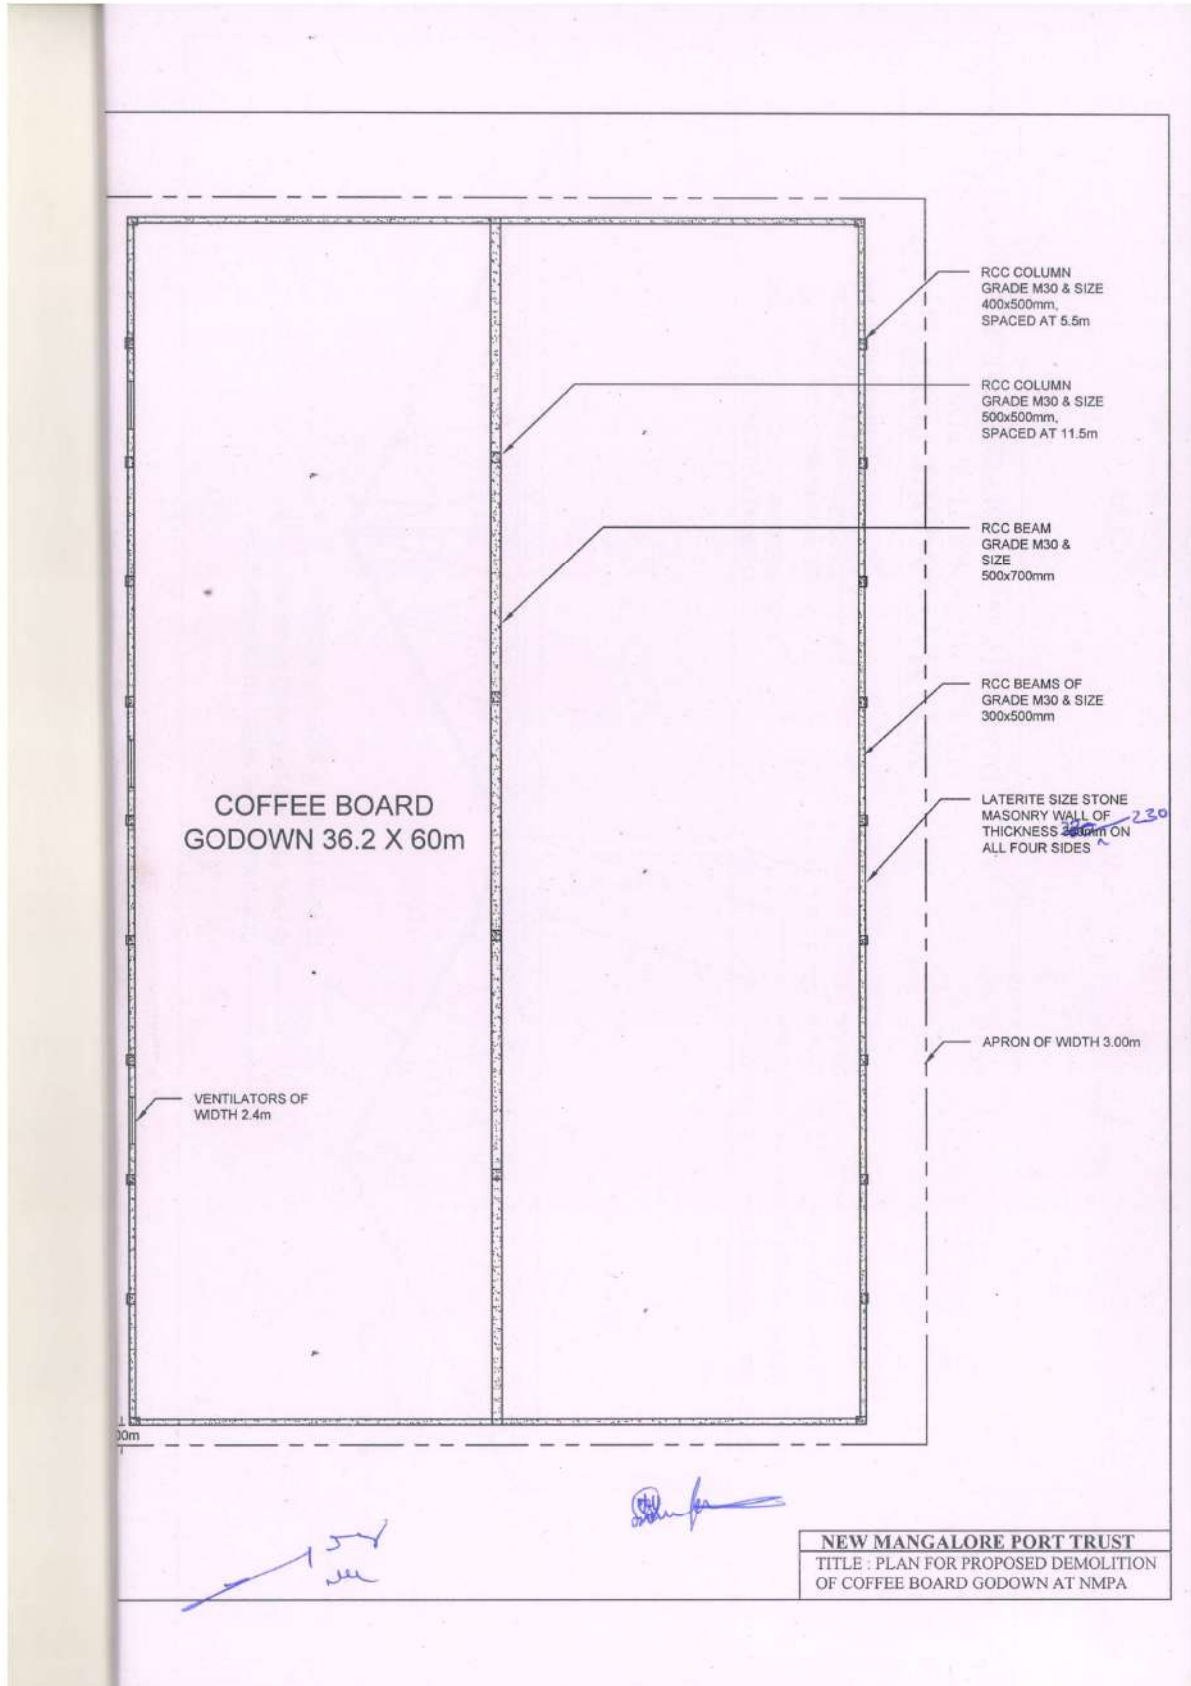 RCC COLUMN
GRADE M30 & SIZE
400x500mm,
SPACED AT 5.5m
RCC COLUMN
GRADE M30 & SIZE
500x500mm,
SPACED AT 11.5m
RCC BEAM
GRADE M30 &
SIZE
500x700mm
RCC BEAMS OF
GRADE M30 & SIZE
300x500mm
COFFEE BOARD
GODOWN 36.2 X 60m
LATERITE SIZE STONE
MASONRY WALL OF
THICKNESS 230 ON
ALL FOUR SIDES
APRON OF WIDTH 3.00m
VENTILATORS OF
WIDTH 2.4m
00m
NEW MANGALORE PORT TRUST
TITLE : PLAN FOR PROPOSED DEMOLITION
OF COFFEE BOARD GODOWN AT NMPA